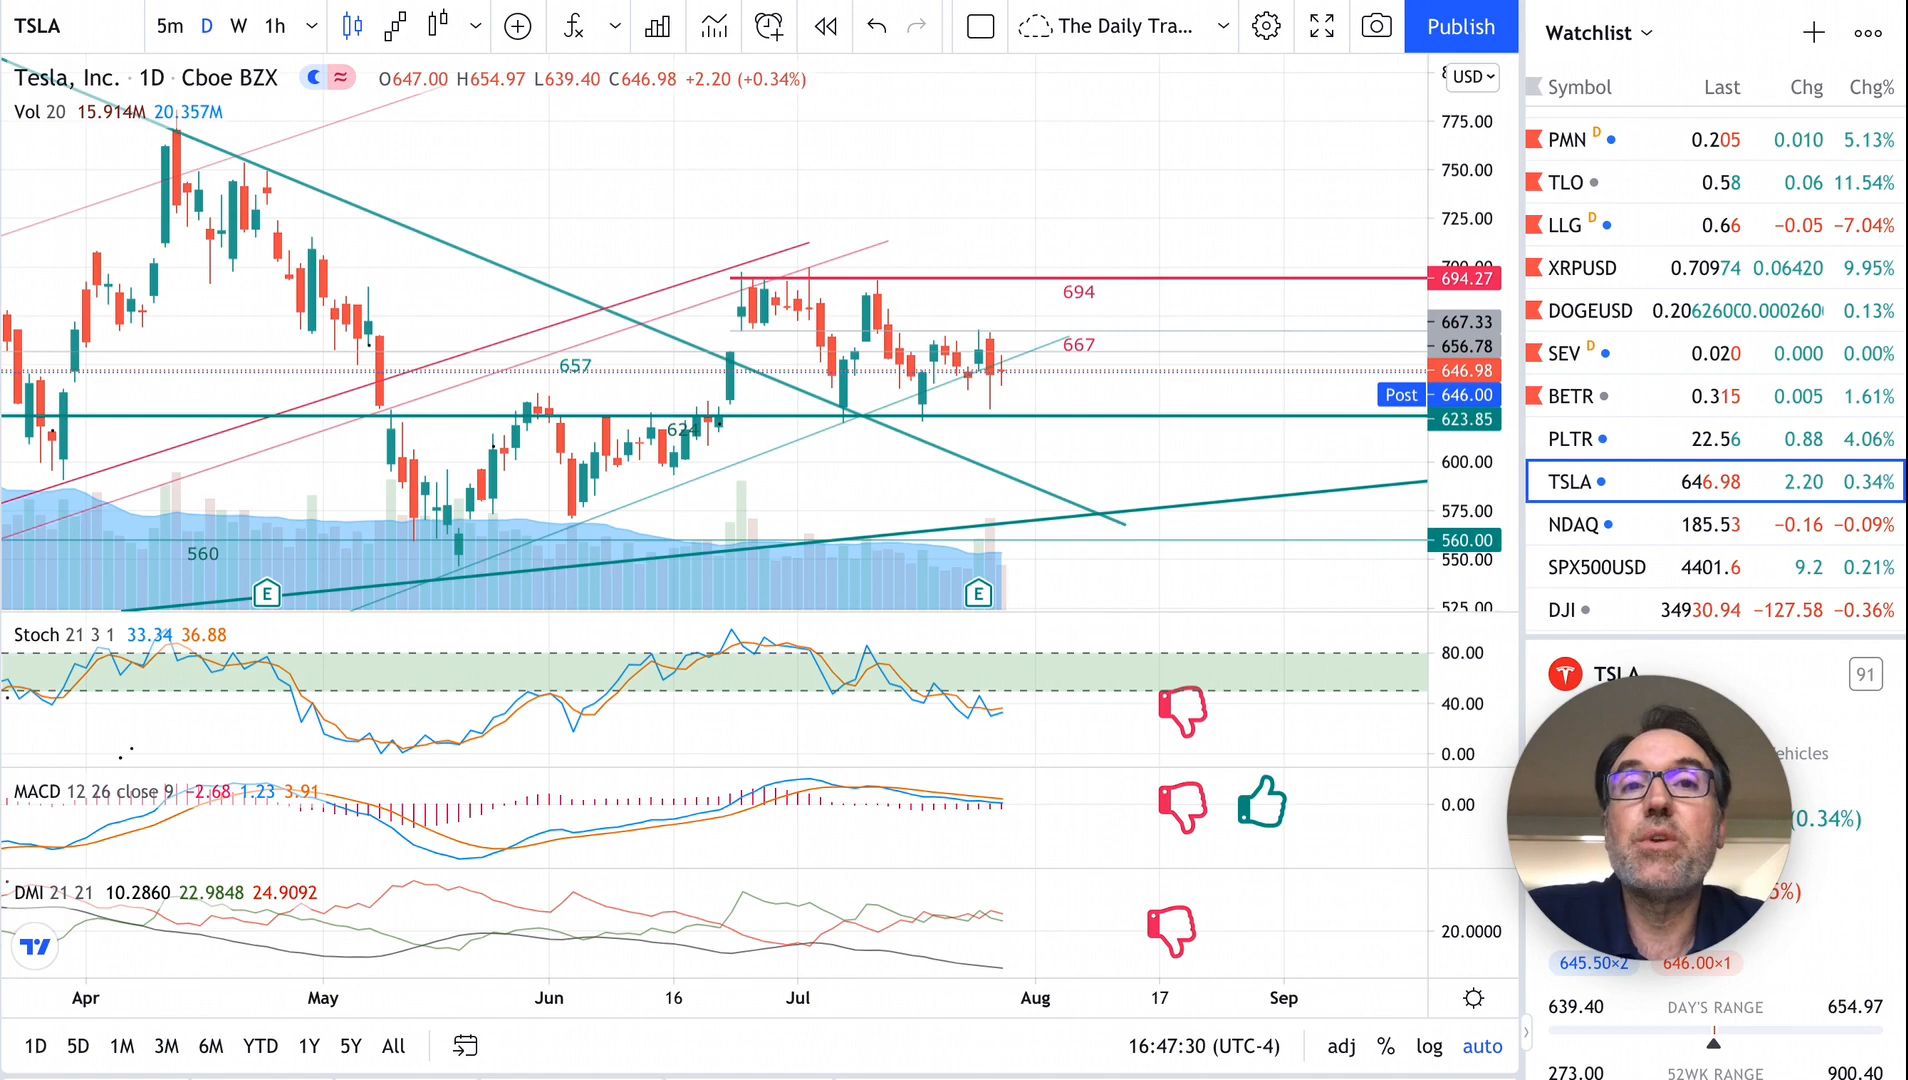 TSLA 5m D W 1h The Daily Tra... Publish
Tesla, Inc. · 1D · Cboe BZX O647.00 H654.97 L639.40 C646.98 +2.20 (+0.34%)
Vol 20 15.914M 20.357M
USD
775.00
750.00
725.00
694.27
667.33
656.78
646.98
Post 646.00
623.85
600.00
575.00
560.00
550.00
525.00
694
667
657
624
560
E
E
Stoch 21 3 1 33.34 36.88
80.00
40.00
0.00
MACD 12 26 close 9 −2.68 1.23 3.91
0.00
DMI 21 21 10.2860 22.9848 24.9092
20.0000
Apr May Jun 16 Jul Aug 17 Sep
1D 5D 1M 3M 6M YTD 1Y 5Y All 16:47:30 (UTC-4) adj % log auto
Watchlist
Symbol Last Chg Chg%
PMN D 0.205 0.010 5.13%
TLO 0.58 0.06 11.54%
LLG D 0.66 −0.05 −7.04%
XRPUSD 0.70974 0.06420 9.95%
DOGEUSD 0.13%
SEV D 0.020 0.000 0.00%
BETR 0.315 0.005 1.61%
PLTR 22.56 0.88 4.06%
TSLA 646.98 2.20 0.34%
NDAQ 185.53 −0.16 −0.09%
SPX500USD 4401.6 9.2 0.21%
DJI 34930.94 −127.58 −0.36%
TSLA 91
(0.34%)
645.50×2 646.00×1
639.40 DAY'S RANGE 654.97
273.00 52WK RANGE 900.40